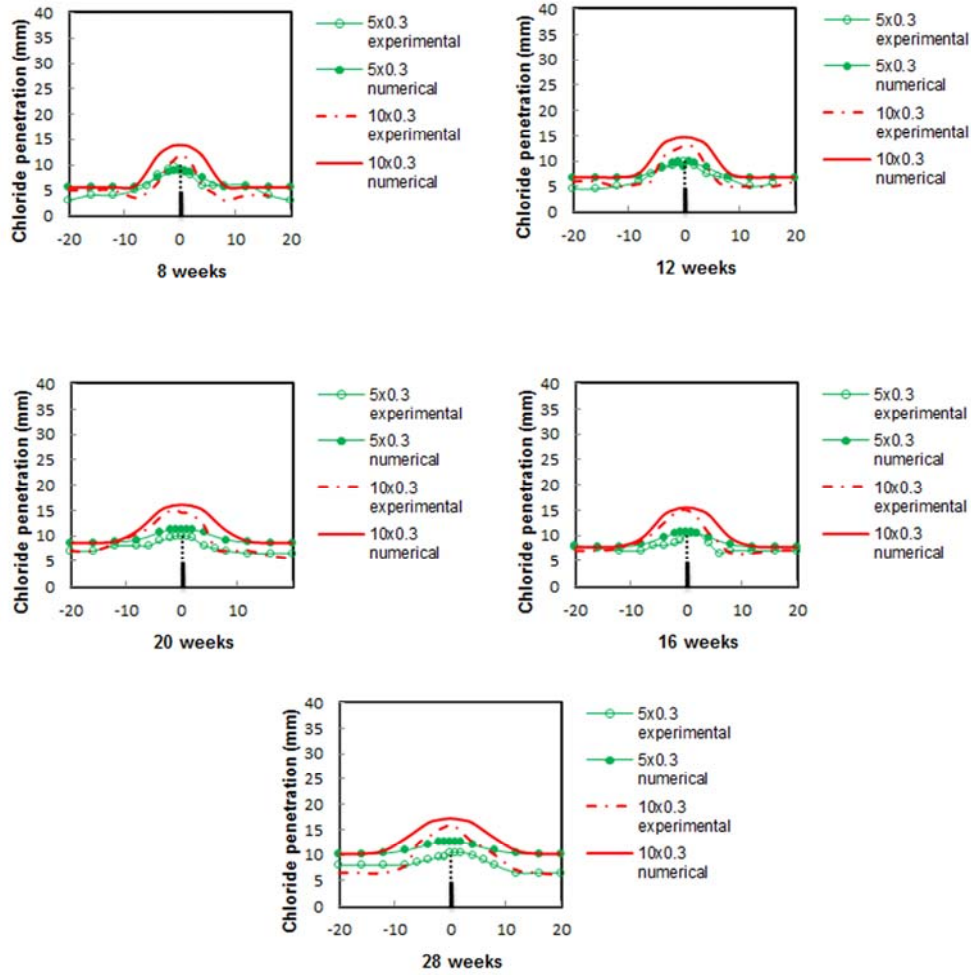 Chloride penetration (mm)
40
35
30
25
20
15
10
5
0
-20 -10 0 10 20
8 weeks
5x0.3
experimental
5x0.3
numerical
10x0.3
experimental
10x0.3
numerical
Chloride penetration (mm)
40
35
30
25
20
15
10
5
0
-20 -10 0 10 20
12 weeks
5x0.3
experimental
5x0.3
numerical
10x0.3
experimental
10x0.3
numerical
Chloride penetration (mm)
40
35
30
25
20
15
10
5
0
-20 -10 0 10
20 weeks
5x0.3
experimental
5x0.3
numerical
10x0.3
experimental
10x0.3
numerical
Chloride penetration (mm)
40
35
30
25
20
15
10
5
0
-20 -10 0 10 20
16 weeks
5x0.3
experimental
5x0.3
numerical
10x0.3
experimental
10x0.3
numerical
Chloride penetration (mm)
40
35
30
25
20
15
10
5
0
-20 -10 0 10 20
28 weeks
5x0.3
experimental
5x0.3
numerical
10x0.3
experimental
10x0.3
numerical